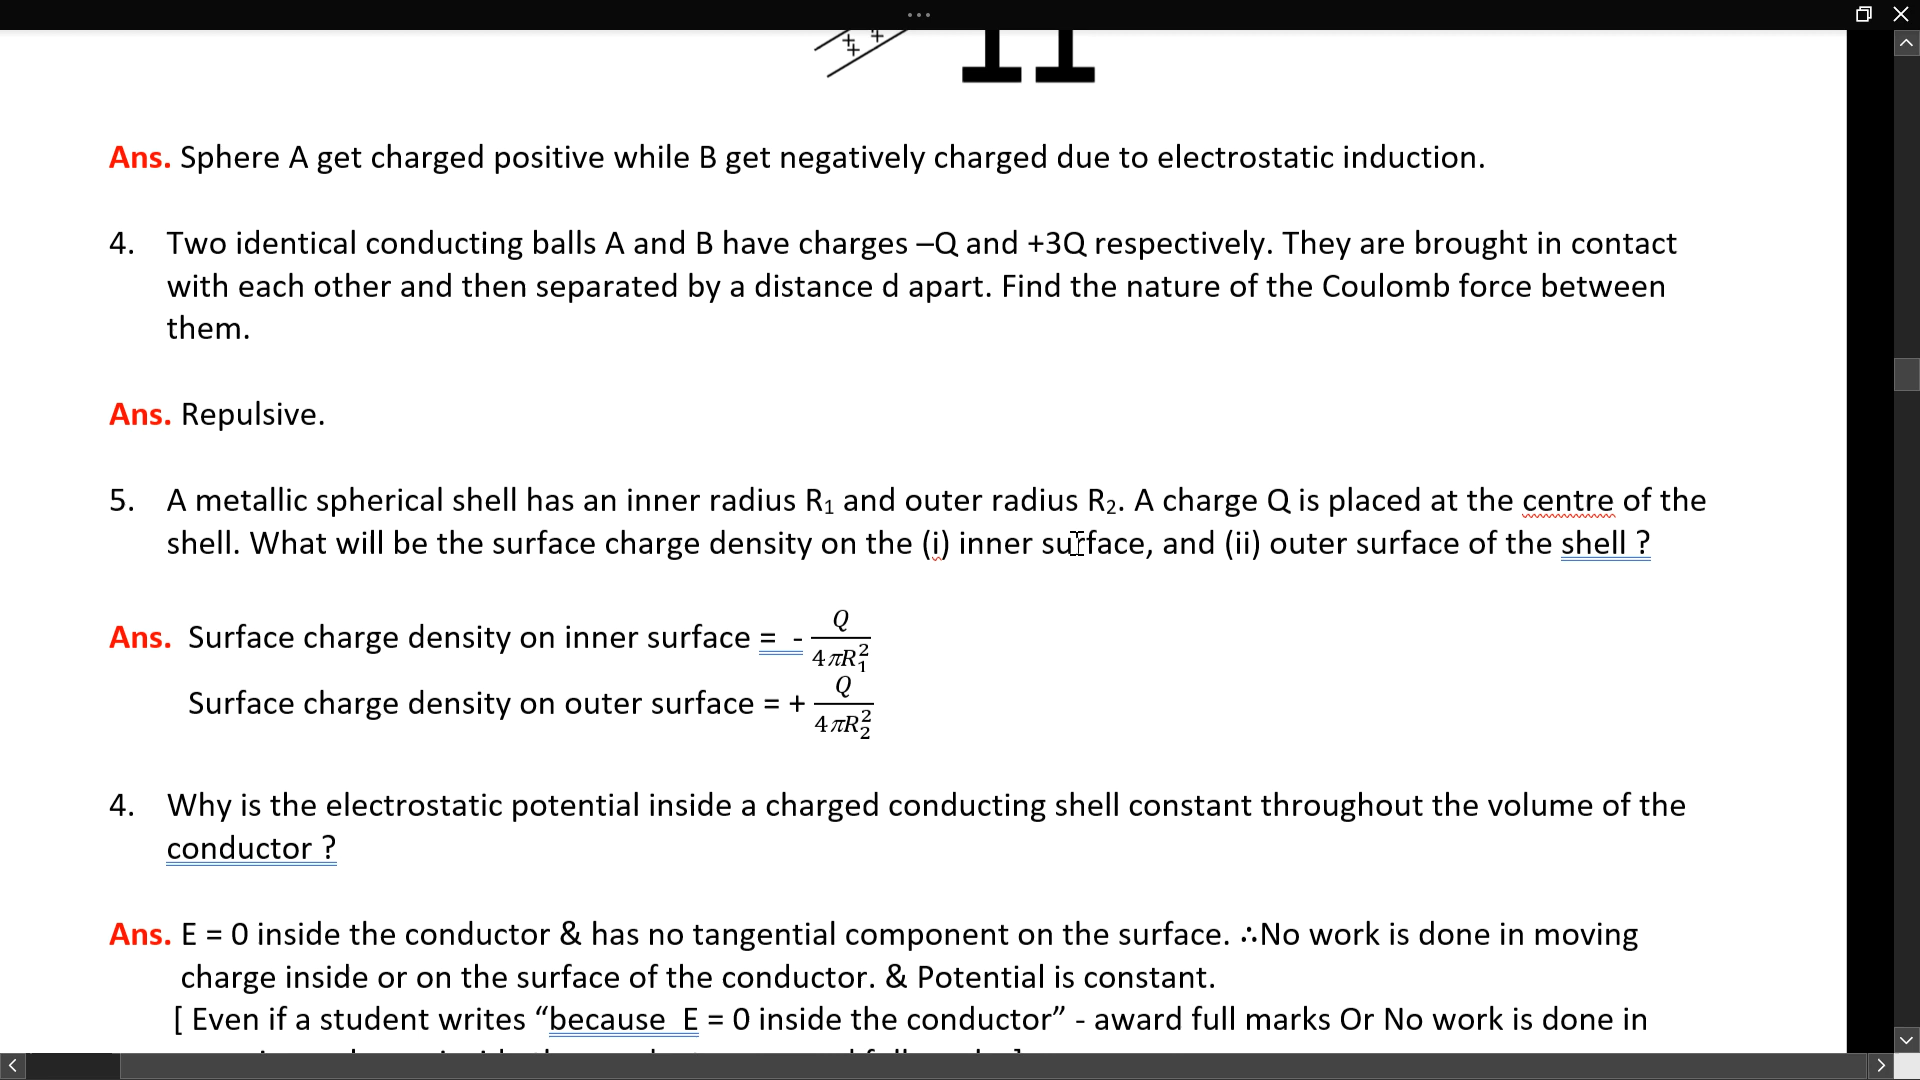 Ans. Sphere A get charged positive while B get negatively charged due to electrostatic induction.
4. Two identical conducting balls A and B have charges –Q and +3Q respectively. They are brought in contact
with each other and then separated by a distance d apart. Find the nature of the Coulomb force between
them.
Ans. Repulsive.
5. A metallic spherical shell has an inner radius R₁ and outer radius R₂. A charge Q is placed at the centre of the
shell. What will be the surface charge density on the (i) inner surface, and (ii) outer surface of the shell ?
Ans. Surface charge density on inner surface = - Q/4πR₁²
Surface charge density on outer surface = + Q/4πR₂²
4. Why is the electrostatic potential inside a charged conducting shell constant throughout the volume of the
conductor ?
Ans. E = 0 inside the conductor & has no tangential component on the surface. ∴No work is done in moving
charge inside or on the surface of the conductor. & Potential is constant.
[ Even if a student writes “because E = 0 inside the conductor” - award full marks Or No work is done in